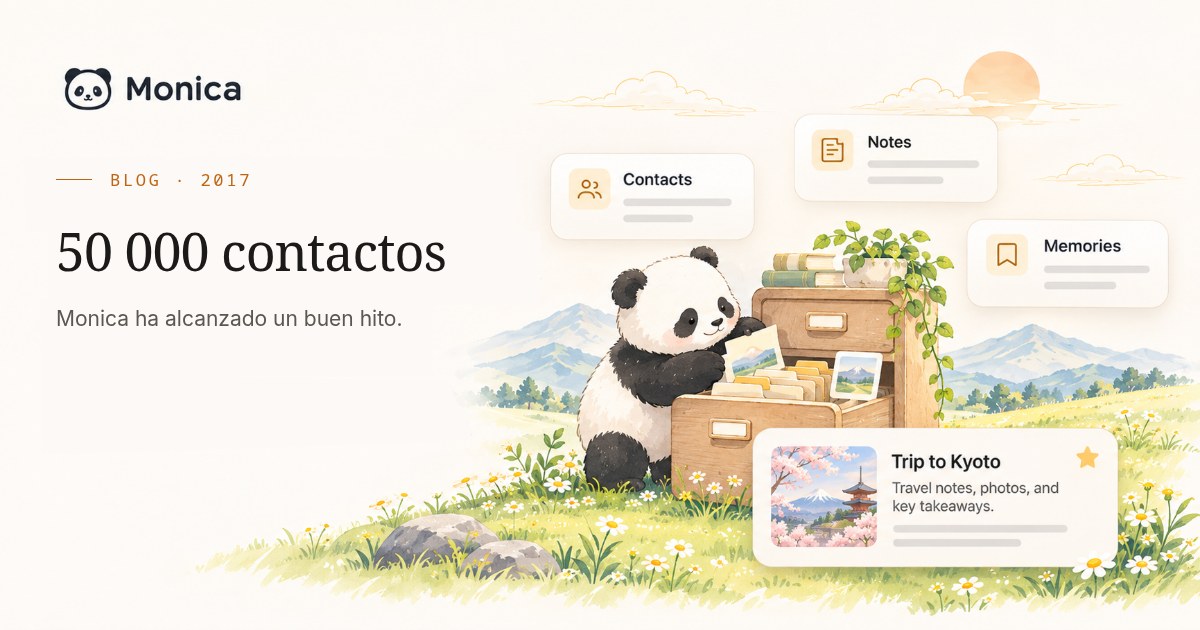 Monica
BLOG · 2017
50 000 contactos
Monica ha alcanzado un buen hito.
Contacts
Notes
Memories
Trip to Kyoto
Travel notes, photos, and
key takeaways.